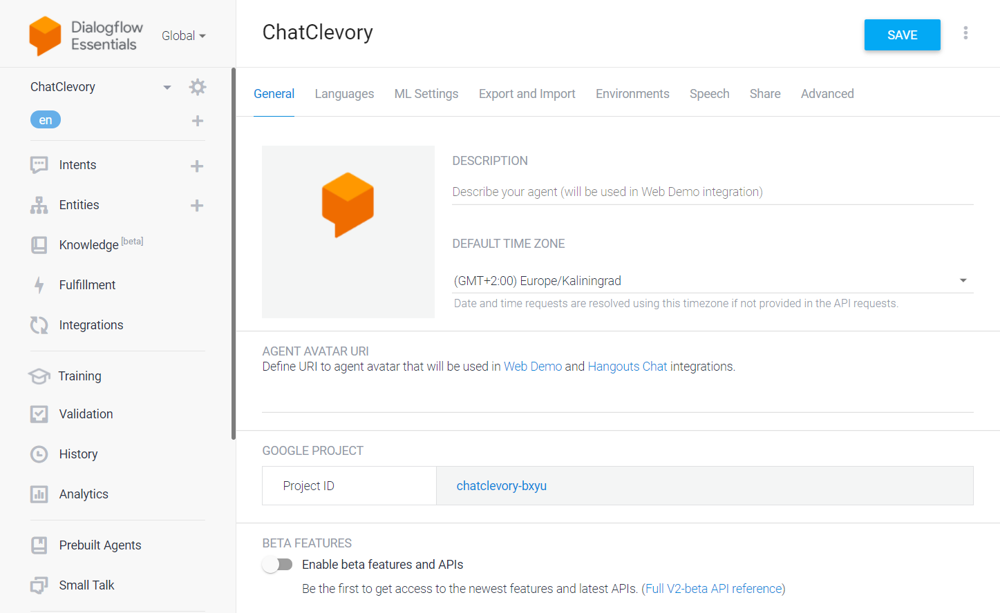 Dialogflow
Essentials
Global
ChatClevory
SAVE
ChatClevory
en
Intents
Entities
Knowledge [beta]
Fulfillment
Integrations
Training
Validation
History
Analytics
Prebuilt Agents
Small Talk
General Languages ML Settings Export and Import Environments Speech Share Advanced
DESCRIPTION
Describe your agent (will be used in Web Demo integration)
DEFAULT TIME ZONE
(GMT+2:00) Europe/Kaliningrad
Date and time requests are resolved using this timezone if not provided in the API requests.
AGENT AVATAR URI
Define URI to agent avatar that will be used in Web Demo and Hangouts Chat integrations.
GOOGLE PROJECT
Project ID chatclevory-bxyu
BETA FEATURES
Enable beta features and APIs
Be the first to get access to the newest features and latest APIs. (Full V2-beta API reference)